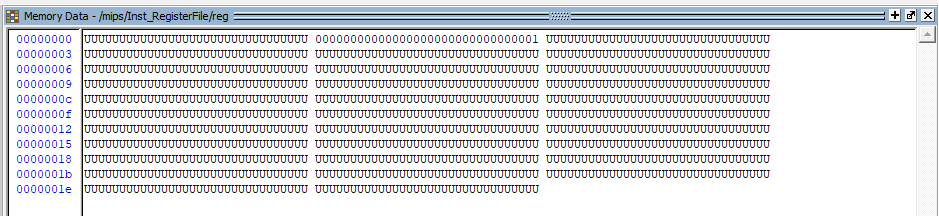 Memory Data - /mips/Inst_RegisterFile/reg
00000000 UUUUUUUUUUUUUUUUUUUUUUUUUUUUUUUU 00000000000000000000000000000001 UUUUUUUUUUUUUUUUUUUUUUUUUUUUUUUU
00000003 UUUUUUUUUUUUUUUUUUUUUUUUUUUUUUUU UUUUUUUUUUUUUUUUUUUUUUUUUUUUUUUU UUUUUUUUUUUUUUUUUUUUUUUUUUUUUUUU
00000006 UUUUUUUUUUUUUUUUUUUUUUUUUUUUUUUU UUUUUUUUUUUUUUUUUUUUUUUUUUUUUUUU UUUUUUUUUUUUUUUUUUUUUUUUUUUUUUUU
00000009 UUUUUUUUUUUUUUUUUUUUUUUUUUUUUUUU UUUUUUUUUUUUUUUUUUUUUUUUUUUUUUUU UUUUUUUUUUUUUUUUUUUUUUUUUUUUUUUU
0000000c UUUUUUUUUUUUUUUUUUUUUUUUUUUUUUUU UUUUUUUUUUUUUUUUUUUUUUUUUUUUUUUU UUUUUUUUUUUUUUUUUUUUUUUUUUUUUUUU
0000000f UUUUUUUUUUUUUUUUUUUUUUUUUUUUUUUU UUUUUUUUUUUUUUUUUUUUUUUUUUUUUUUU UUUUUUUUUUUUUUUUUUUUUUUUUUUUUUUU
00000012 UUUUUUUUUUUUUUUUUUUUUUUUUUUUUUUU UUUUUUUUUUUUUUUUUUUUUUUUUUUUUUUU UUUUUUUUUUUUUUUUUUUUUUUUUUUUUUUU
00000015 UUUUUUUUUUUUUUUUUUUUUUUUUUUUUUUU UUUUUUUUUUUUUUUUUUUUUUUUUUUUUUUU UUUUUUUUUUUUUUUUUUUUUUUUUUUUUUUU
00000018 UUUUUUUUUUUUUUUUUUUUUUUUUUUUUUUU UUUUUUUUUUUUUUUUUUUUUUUUUUUUUUUU UUUUUUUUUUUUUUUUUUUUUUUUUUUUUUUU
0000001b UUUUUUUUUUUUUUUUUUUUUUUUUUUUUUUU UUUUUUUUUUUUUUUUUUUUUUUUUUUUUUUU UUUUUUUUUUUUUUUUUUUUUUUUUUUUUUUU
0000001e UUUUUUUUUUUUUUUUUUUUUUUUUUUUUUUU UUUUUUUUUUUUUUUUUUUUUUUUUUUUUUUU